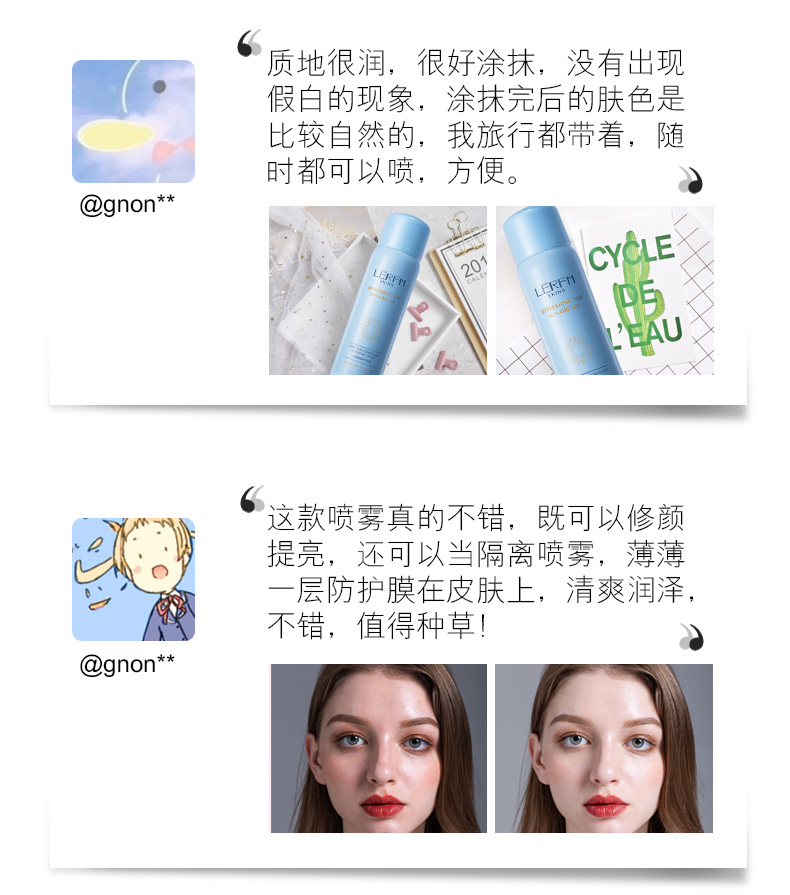 质地很润，很好涂抹，没有出现
假白的现象，涂抹完后的肤色是
比较自然的，我旅行都带着，随
时都可以喷，方便。
@gnon**
LERFM
SKINS
201
CALEN
LERFM
SKINS
CYCLE
DE
L'EAU
这款喷雾真的不错，既可以修颜
提亮，还可以当隔离喷雾，薄薄
一层防护膜在皮肤上，清爽润泽，
不错，值得种草！
@gnon**